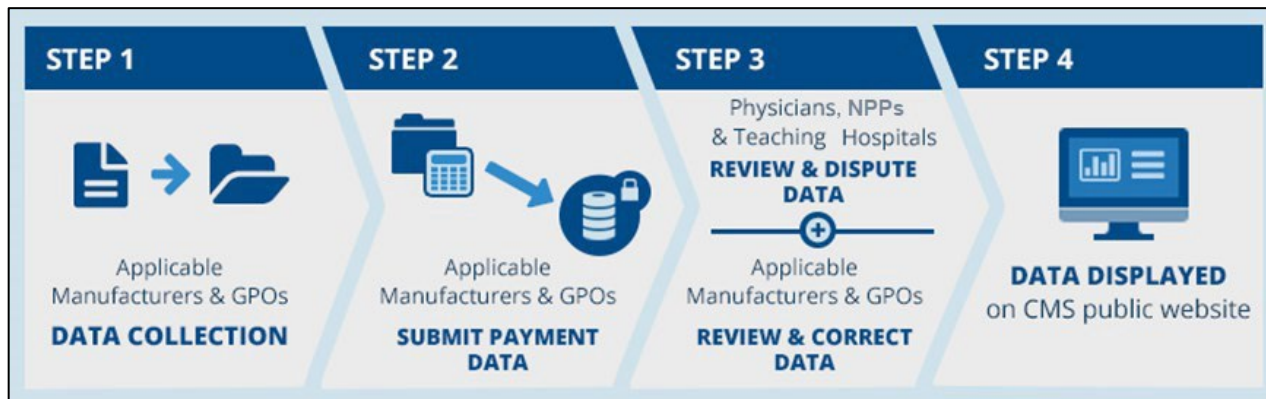 STEP 1
Applicable
Manufacturers & GPOs
DATA COLLECTION
STEP 2
Applicable
Manufacturers & GPOs
SUBMIT PAYMENT
DATA
STEP 3
Physicians, NPPs
& Teaching Hospitals
REVIEW & DISPUTE
DATA
Applicable
Manufacturers & GPOs
REVIEW & CORRECT
DATA
STEP 4
DATA DISPLAYED
on CMS public website